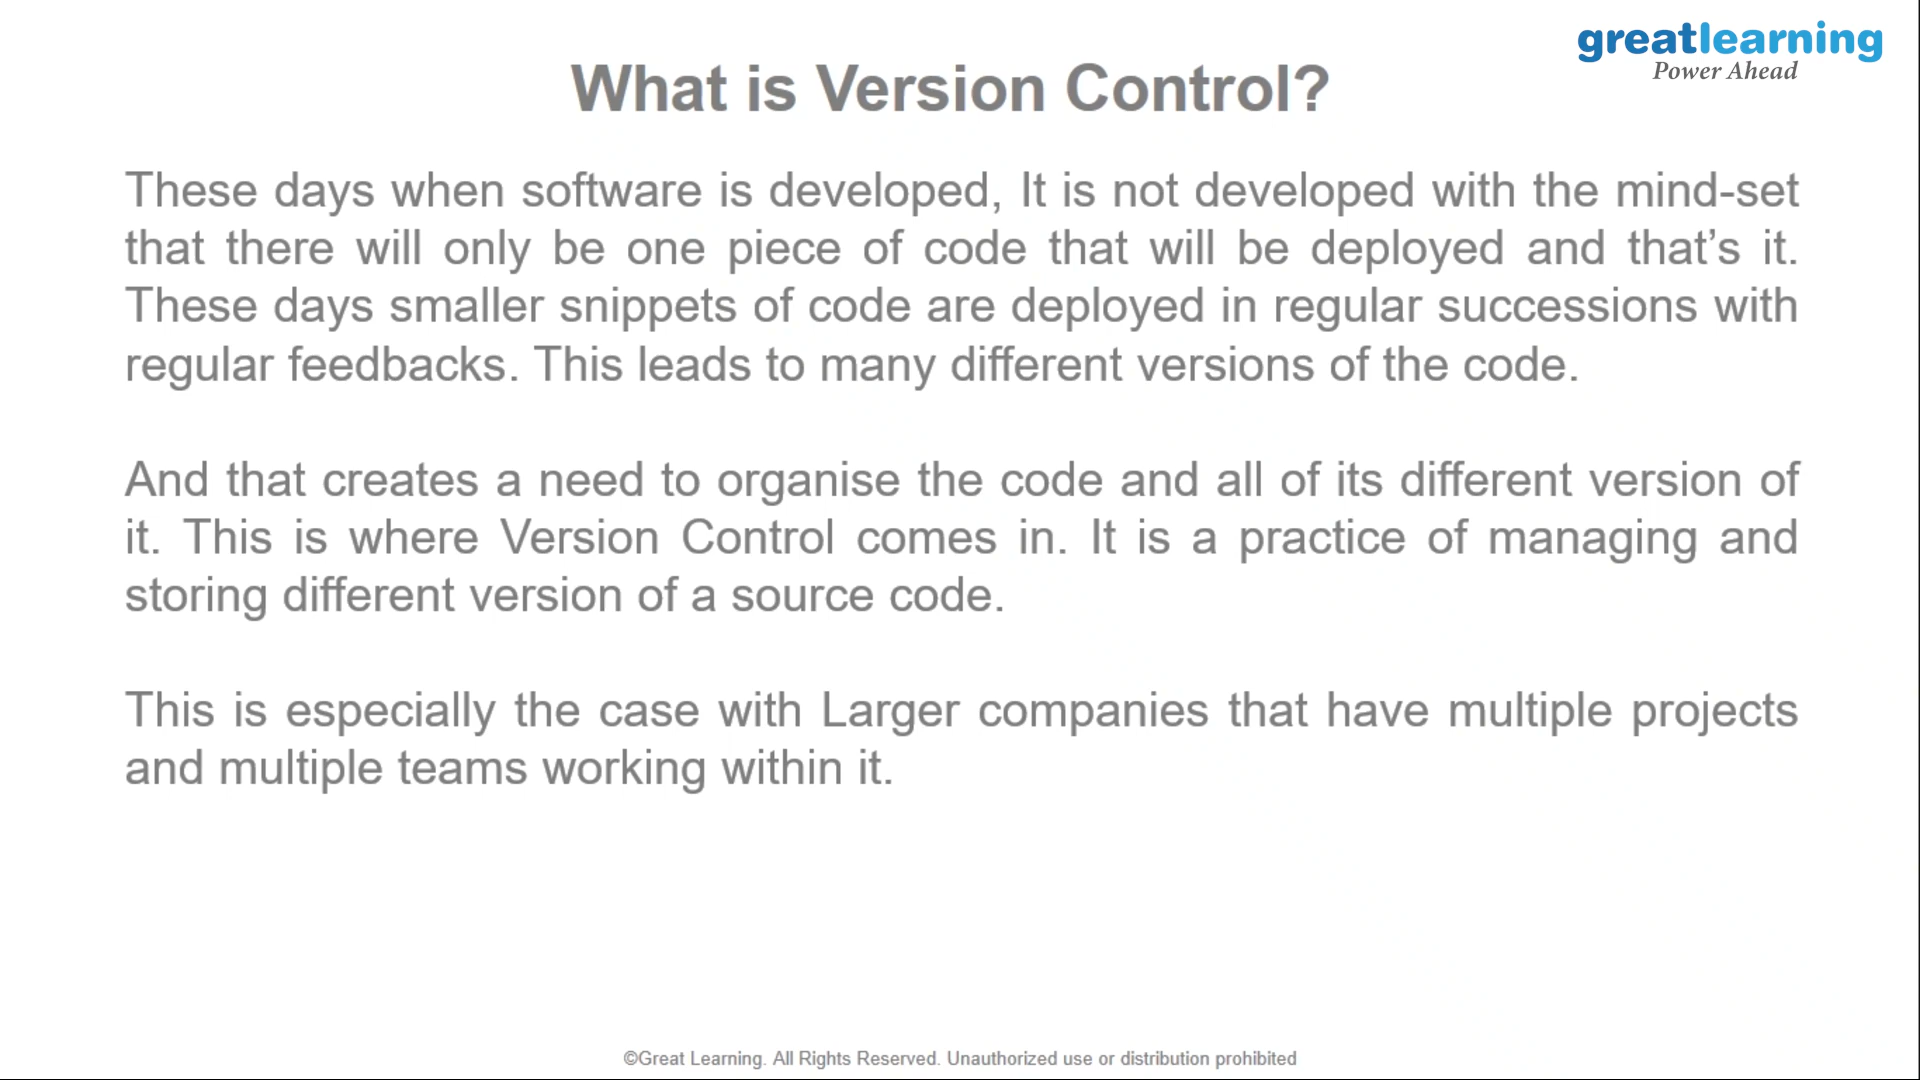 greatlearning
Power Ahead
What is Version Control?
These days when software is developed, It is not developed with the mind-set
that there will only be one piece of code that will be deployed and that’s it.
These days smaller snippets of code are deployed in regular successions with
regular feedbacks. This leads to many different versions of the code.
And that creates a need to organise the code and all of its different version of
it. This is where Version Control comes in. It is a practice of managing and
storing different version of a source code.
This is especially the case with Larger companies that have multiple projects
and multiple teams working within it.
©Great Learning. All Rights Reserved. Unauthorized use or distribution prohibited